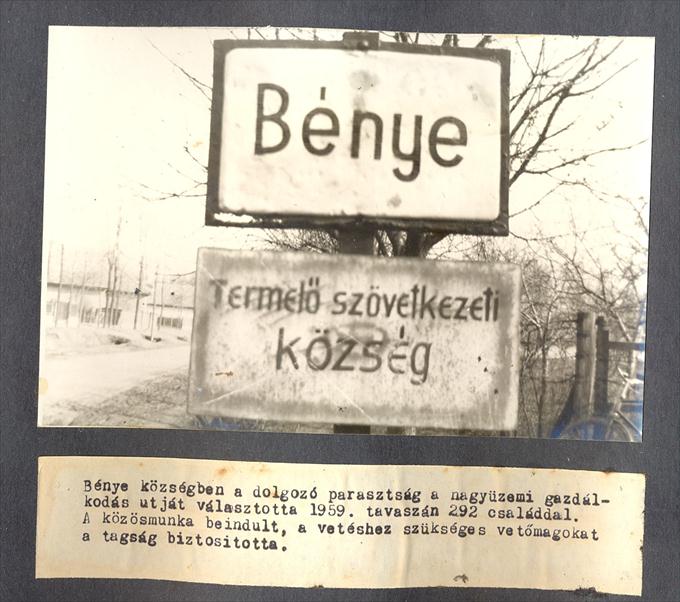 Bénye
Termelő szövetkezeti
község
Bénye községben a dolgozó parasztság a nagyüzemi gazdál-
kodás utját választotta 1959. tavaszán 292 családdal.
A közösmunka beindult, a vetéshez szükséges vetőmagokat
a tagság biztositotta.